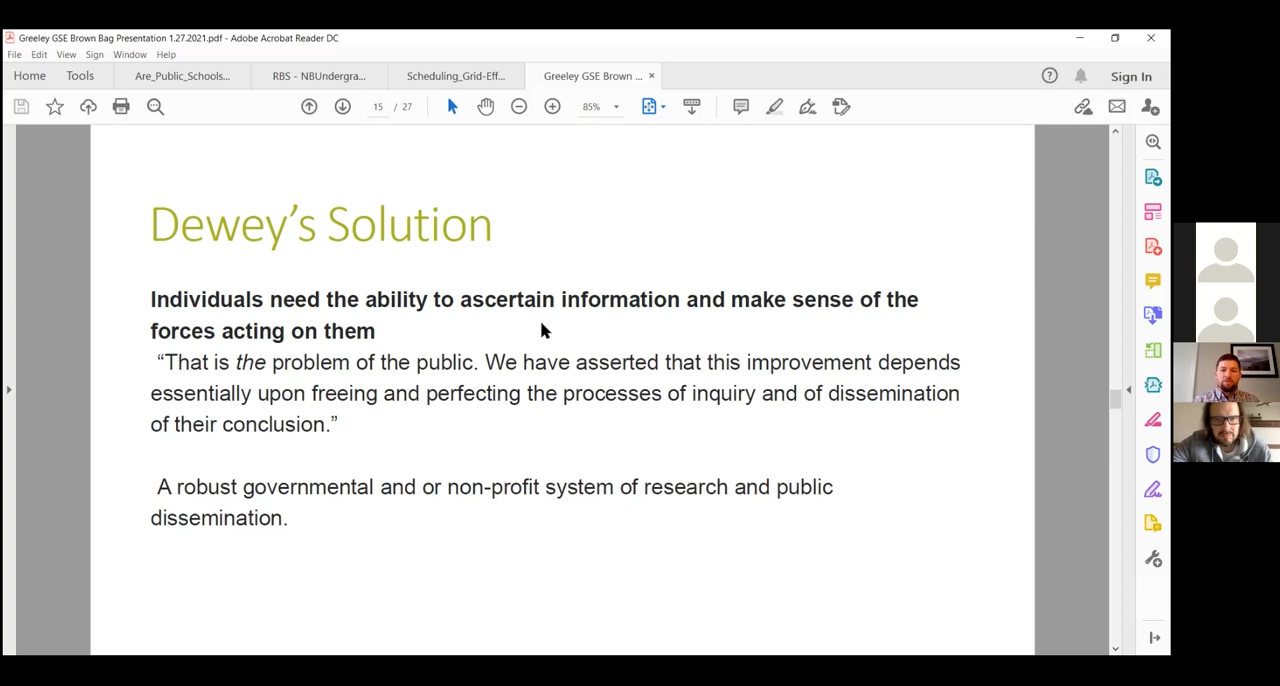 Greeley GSE Brown Bag Presentation 1.27.2021.pdf - Adobe Acrobat Reader DC
File Edit View Sign Window Help
Home Tools Are_Public_Schools... RBS - NBUndergra... Scheduling_Grid-Eff... Greeley GSE Brown ... × Sign In
15 / 27 85%
Dewey’s Solution
Individuals need the ability to ascertain information and make sense of the
forces acting on them
“That is the problem of the public. We have asserted that this improvement depends
essentially upon freeing and perfecting the processes of inquiry and of dissemination
of their conclusion.”
A robust governmental and or non-profit system of research and public
dissemination.